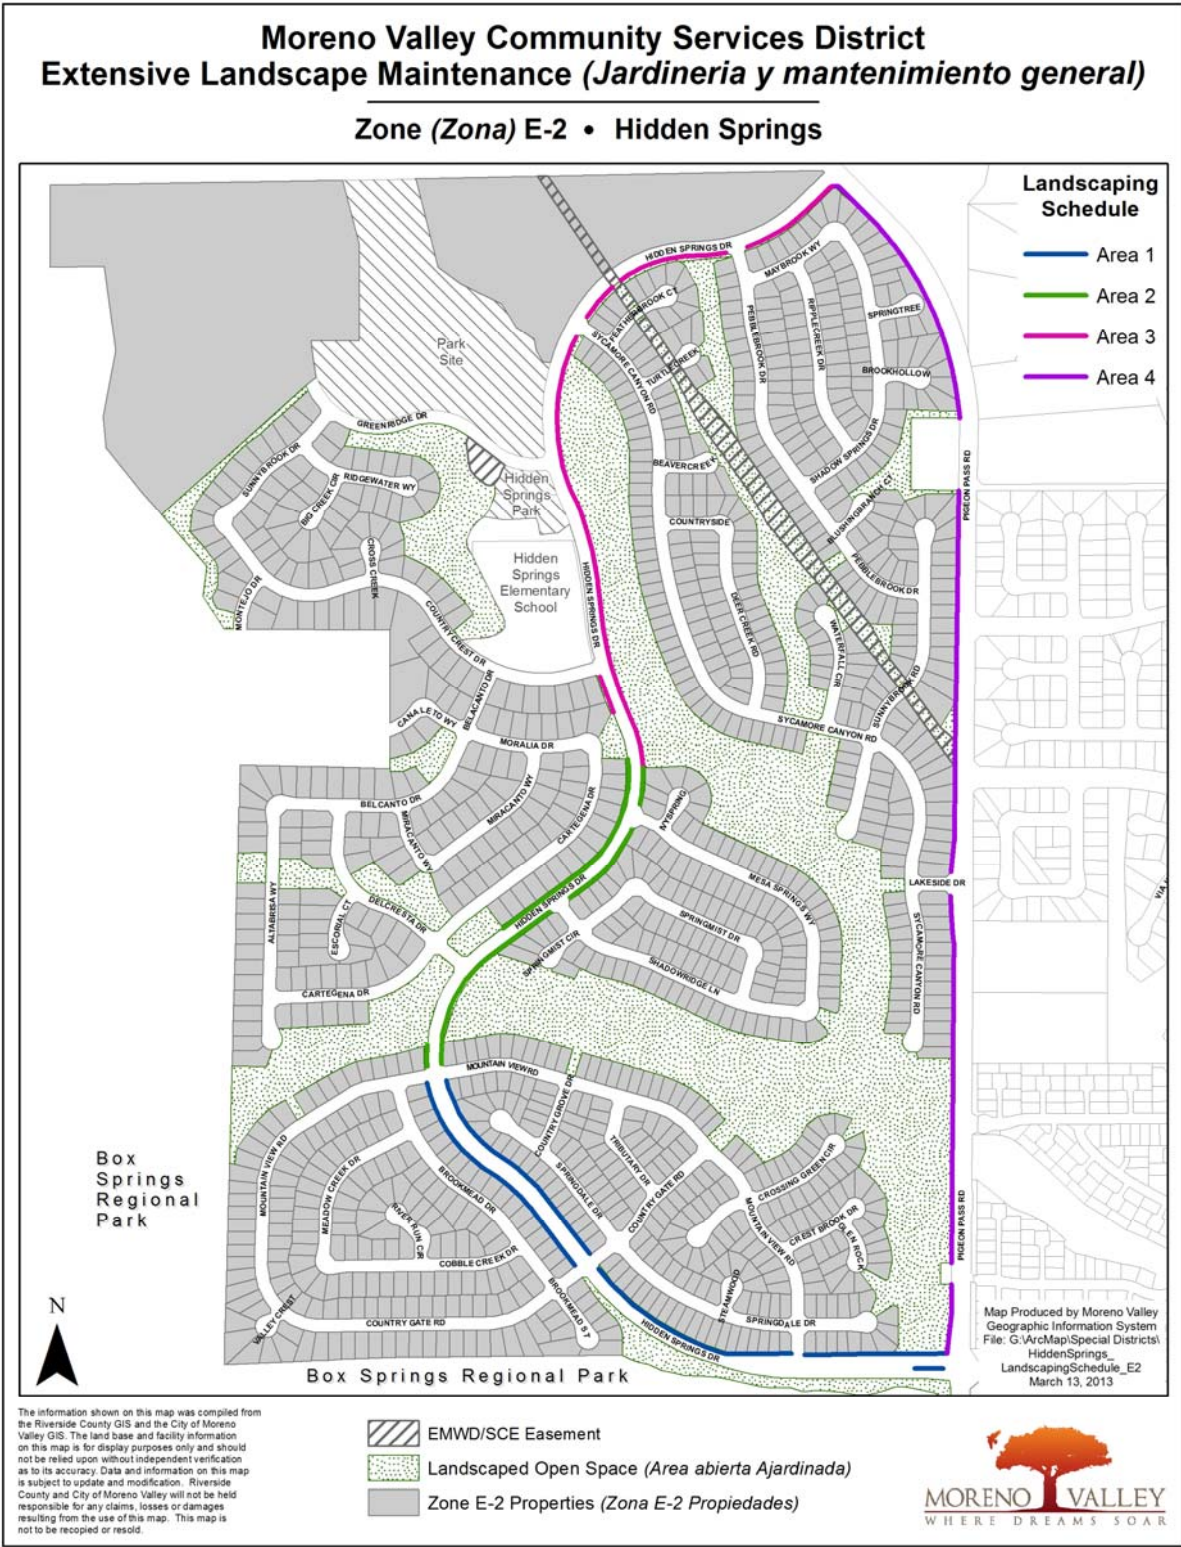 Moreno Valley Community Services District
Extensive Landscape Maintenance (Jardineria y mantenimiento general)
Zone (Zona) E-2 • Hidden Springs
Landscaping
Schedule
Area 1
Area 2
Area 3
Area 4
HIDDEN SPRINGS DR
MAYBROOK WY
SPRINGTREE
FEATHERBROOK CT
PEBBLEBROOK DR
RIPPLECREEK DR
SYCAMORE CANYON RD
TURTLECREEK
BROOKHOLLOW
Park
Site
GREENRIDGE DR
SUNNYBROOK DR
BIG CREEK CIR
RIDGEWATER WY
BEAVERCREEK
SHADOW SPRINGS DR
PIGEON PASS RD
Hidden
Springs
Park
BLUSHINGBRANCH CT
COUNTRYSIDE
CROSS CREEK
Hidden
Springs
Elementary
School
HIDDEN SPRINGS DR
PEBBLEBROOK DR
MONTEJO DR
COUNTRY CREST DR
DEER CREEK RD
WATERFALL CIR
SUNNYBROOK RD
CANALETO WY
BELACANTO DR
MORALIA DR
SYCAMORE CANYON RD
BELCANTO DR
MIRACANTO WY
MIRACANTO WY
CARTEGENA DR
IVYSPRING
MESA SPRINGS WY
LAKESIDE DR
VIA
ALTABRISA WY
ESCORIAL CT
DELCRESTA DR
HIDDEN SPRINGS DR
SPRINGMIST DR
SPRINGMIST CIR
SHADOWRIDGE LN
SYCAMORE CANYON RD
CARTEGENA DR
MOUNTAIN VIEW RD
COUNTRY GROVE DR
Box
Springs
Regional
Park
MOUNTAIN VIEW RD
MEADOW CREEK DR
BROOKMEAD DR
SPRINGDALE DR
TRIBUTARY DR
COUNTRY GATE RD
CROSSING GREEN CIR
RIVER RUN CIR
MOUNTAIN VIEW RD
CREST BROOK DR
GLEN ROCK
PIGEON PASS RD
COBBLE CREEK DR
VALLEY CREST
COUNTRY GATE RD
BROOKMEAD ST
HIDDEN SPRINGS DR
STEAMWOOD
SPRINGDALE DR
N
Box Springs Regional Park
Map Produced by Moreno Valley
Geographic Information System
File: G:\ArcMap\Special Districts\
HiddenSprings_
LandscapingSchedule_E2
March 13, 2013
The information shown on this map was compiled from
the Riverside County GIS and the City of Moreno
Valley GIS. The land base and facility information
on this map is for display purposes only and should
not be relied upon without independent verification
as to its accuracy. Data and information on this map
is subject to update and modification. Riverside
County and City of Moreno Valley will not be held
responsible for any claims, losses or damages
resulting from the use of this map. This map is
not to be recopied or resold.
EMWD/SCE Easement
Landscaped Open Space (Area abierta Ajardinada)
Zone E-2 Properties (Zona E-2 Propiedades)
MORENO VALLEY
WHERE DREAMS SOAR